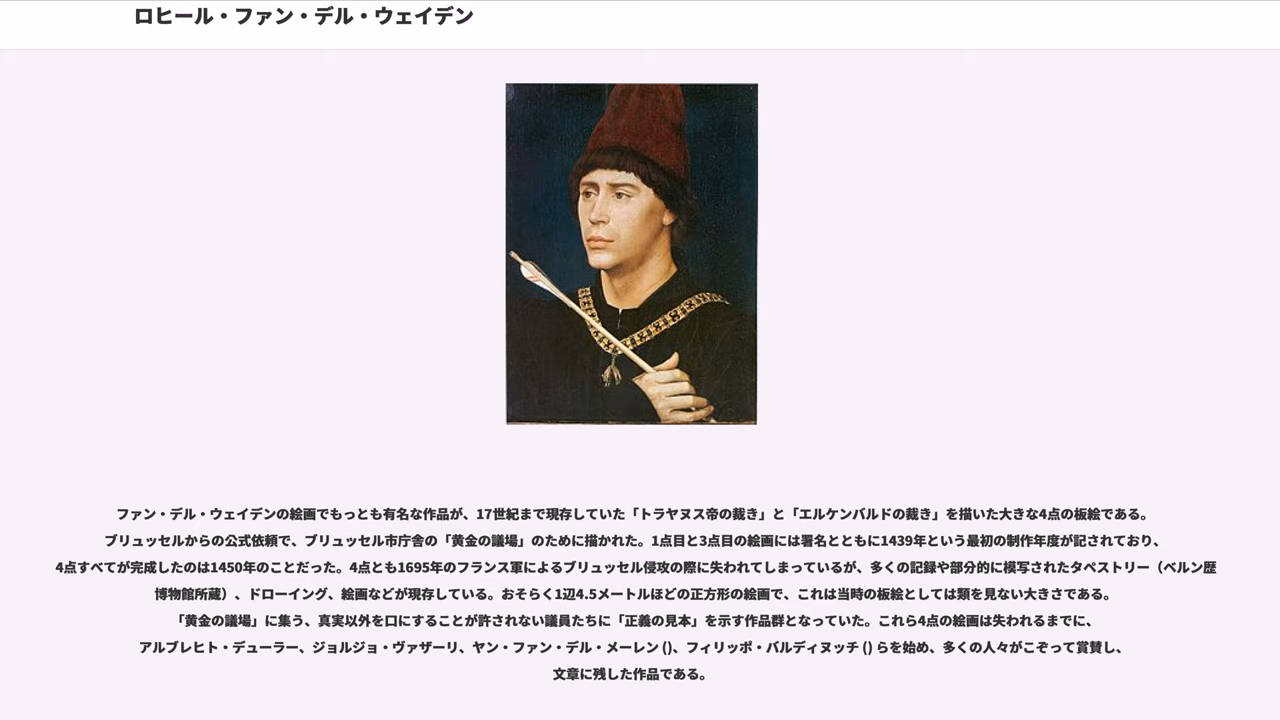 ロヒール・ファン・デル・ウェイデン
ファン・デル・ウェイデンの絵画でもっとも有名な作品が、17世紀まで現存していた「トラヤヌス帝の裁き」と「エルケンバルドの裁き」を描いた大きな4点の板絵である。
ブリュッセルからの公式依頼で、ブリュッセル市庁舎の「黄金の議場」のために描かれた。1点目と3点目の絵画には署名とともに1439年という最初の制作年度が記されており、
4点すべてが完成したのは1450年のことだった。4点とも1695年のフランス軍によるブリュッセル侵攻の際に失われてしまっているが、多くの記録や部分的に模写されたタペストリー（ベルン歴
博物館所蔵）、ドローイング、絵画などが現存している。おそらく1辺4.5メートルほどの正方形の絵画で、これは当時の板絵としては類を見ない大きさである。
「黄金の議場」に集う、真実以外を口にすることが許されない議員たちに「正義の見本」を示す作品群となっていた。これら4点の絵画は失われるまでに、
アルブレヒト・デューラー、ジョルジョ・ヴァザーリ、ヤン・ファン・デル・メーレン ()、フィリッポ・バルディヌッチ () らを始め、多くの人々がこぞって賞賛し、
文章に残した作品である。